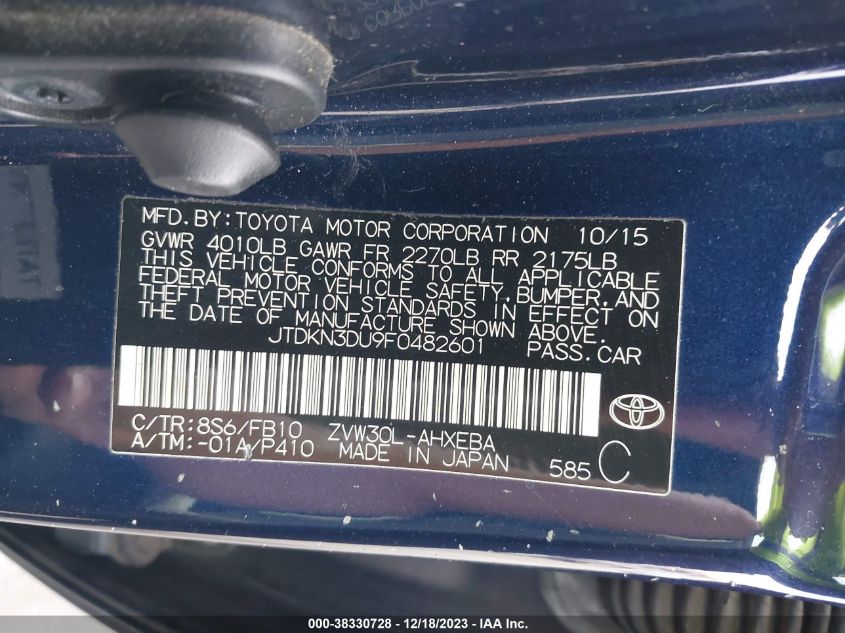 MFD.BY:TOYOTA MOTOR CORPORATION 10/15
GVWR 4010LB GAWR FR 2270LB RR 2175LB
THIS VEHICLE CONFORMS TO ALL APPLICABLE
FEDERAL MOTOR VEHICLE SAFETY,BUMPER,AND
THEFT PREVENTION STANDARDS IN EFFECT ON
THE DATE OF MANUFACTURE SHOWN ABOVE.
JTDKN3DU9F0482601 PASS.CAR
C/TR:8S6/FB10 ZVW30L-AHXEBA
A/TM:-01A/P410 MADE IN JAPAN 585 C
000-38330728 - 12/18/2023 - IAA Inc.